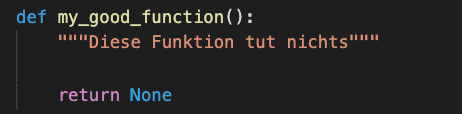 def my_good_function():
    """Diese Funktion tut nichts"""
    return None